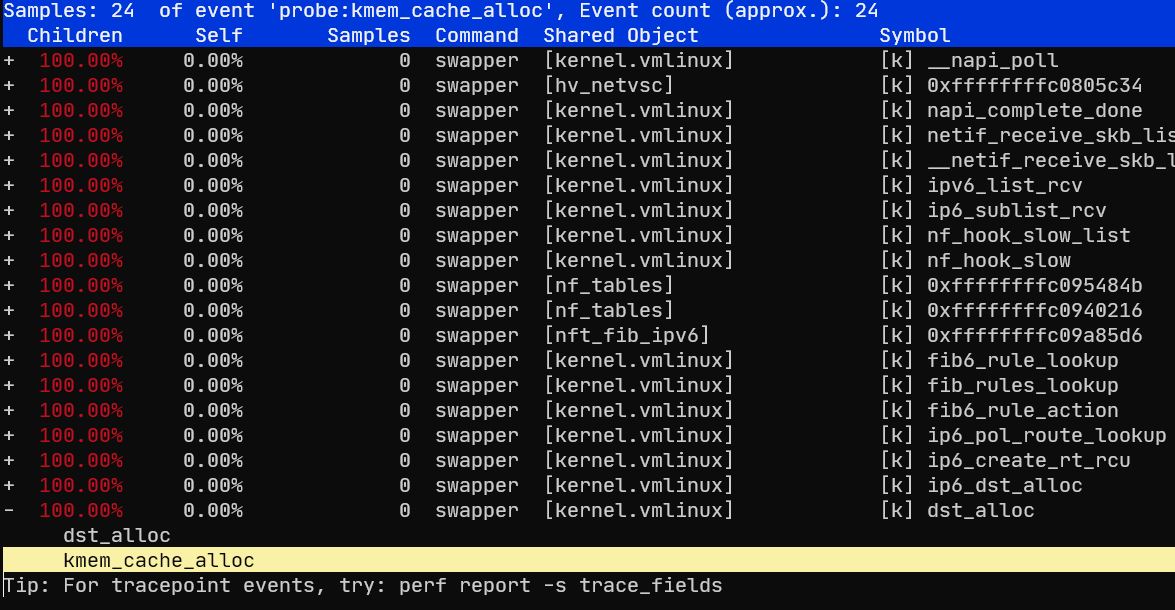 Samples: 24  of event 'probe:kmem_cache_alloc', Event count (approx.): 24
Children Self Samples Command Shared Object Symbol
+ 100.00% 0.00% 0 swapper [kernel.vmlinux] [k] __napi_poll
+ 100.00% 0.00% 0 swapper [hv_netvsc] [k] 0xffffffffc0805c34
+ 100.00% 0.00% 0 swapper [kernel.vmlinux] [k] napi_complete_done
+ 100.00% 0.00% 0 swapper [kernel.vmlinux] [k] netif_receive_skb_lis
+ 100.00% 0.00% 0 swapper [kernel.vmlinux] [k] __netif_receive_skb_l
+ 100.00% 0.00% 0 swapper [kernel.vmlinux] [k] ipv6_list_rcv
+ 100.00% 0.00% 0 swapper [kernel.vmlinux] [k] ip6_sublist_rcv
+ 100.00% 0.00% 0 swapper [kernel.vmlinux] [k] nf_hook_slow_list
+ 100.00% 0.00% 0 swapper [kernel.vmlinux] [k] nf_hook_slow
+ 100.00% 0.00% 0 swapper [nf_tables] [k] 0xffffffffc095484b
+ 100.00% 0.00% 0 swapper [nf_tables] [k] 0xffffffffc0940216
+ 100.00% 0.00% 0 swapper [nft_fib_ipv6] [k] 0xffffffffc09a85d6
+ 100.00% 0.00% 0 swapper [kernel.vmlinux] [k] fib6_rule_lookup
+ 100.00% 0.00% 0 swapper [kernel.vmlinux] [k] fib_rules_lookup
+ 100.00% 0.00% 0 swapper [kernel.vmlinux] [k] fib6_rule_action
+ 100.00% 0.00% 0 swapper [kernel.vmlinux] [k] ip6_pol_route_lookup
+ 100.00% 0.00% 0 swapper [kernel.vmlinux] [k] ip6_create_rt_rcu
+ 100.00% 0.00% 0 swapper [kernel.vmlinux] [k] ip6_dst_alloc
- 100.00% 0.00% 0 swapper [kernel.vmlinux] [k] dst_alloc
dst_alloc
kmem_cache_alloc
Tip: For tracepoint events, try: perf report -s trace_fields